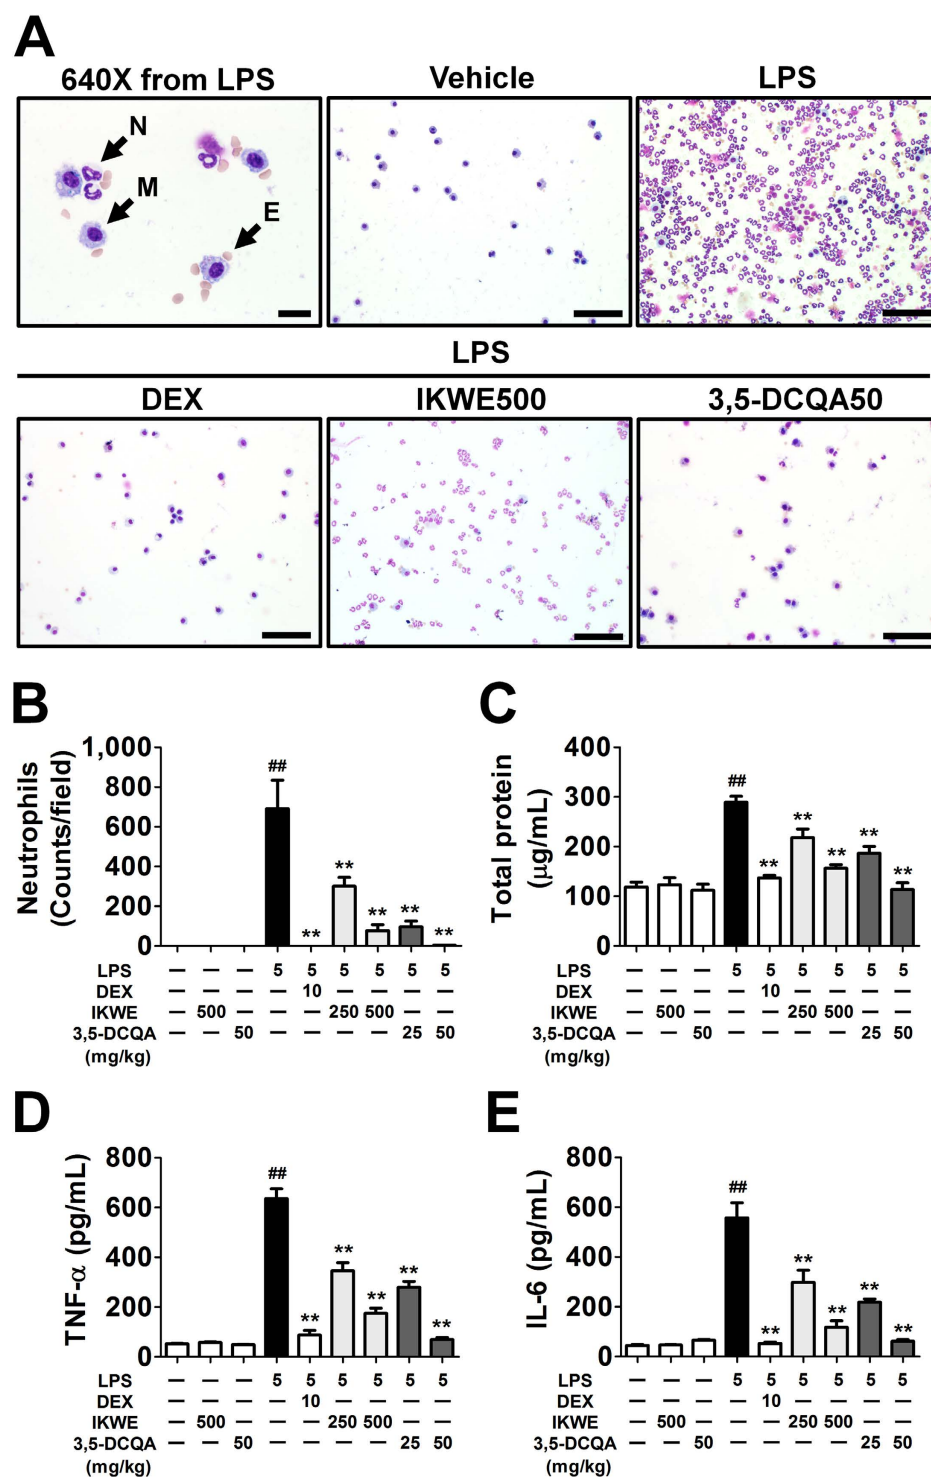 A
640X from LPS
Vehicle
LPS
N
M
E
LPS
DEX
IKWE500
3,5-DCQA50
B
Neutrophils
(Counts/field)
1,000
800
600
400
200
0
##
**
**
**
**
**
LPS — — — 5 5 5 5 5 5
DEX — — — — 10 — — — —
IKWE — 500 — — — 250 500 — —
3,5-DCQA — — 50 — — — — 25 50
(mg/kg)
C
Total protein
(μg/mL)
400
300
200
100
0
##
**
**
**
**
**
LPS — — — 5 5 5 5 5 5
DEX — — — — 10 — — — —
IKWE — 500 — — — 250 500 — —
3,5-DCQA — — 50 — — — — 25 50
(mg/kg)
D
TNF-α (pg/mL)
800
600
400
200
0
##
**
**
**
**
**
LPS — — — 5 5 5 5 5 5
DEX — — — — 10 — — — —
IKWE — 500 — — — 250 500 — —
3,5-DCQA — — 50 — — — — 25 50
(mg/kg)
E
IL-6 (pg/mL)
800
600
400
200
0
##
**
**
**
**
**
LPS — — — 5 5 5 5 5 5
DEX — — — — 10 — — — —
IKWE — 500 — — — 250 500 — —
3,5-DCQA — — 50 — — — — 25 50
(mg/kg)